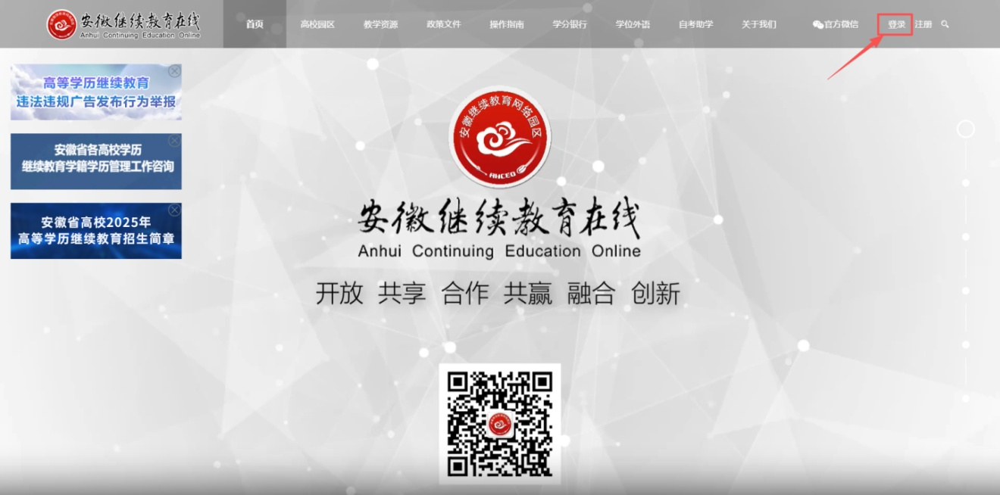 安徽继续教育在线
Anhui Continuing Education Online
首页
高校园区
教学资源
政策文件
操作指南
学分银行
学位外语
自考助学
关于我们
官方微信
登录
注册
高等学历继续教育
违法违规广告发布行为举报
安徽省各高校学历
继续教育学籍学历管理工作咨询
安徽省高校2025年
高等学历继续教育招生简章
安徽继续教育网络园区
AHCEO
安徽继续教育在线
Anhui Continuing Education Online
开放 共享 合作 共赢 融合 创新